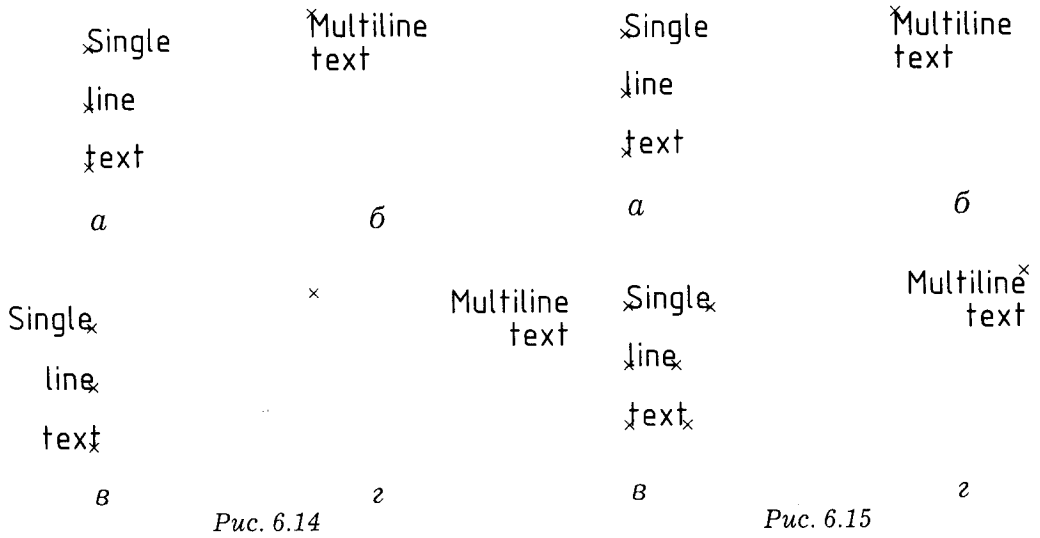 Single
line
text
а
Multiline
text
б
Single
line
text
в
Multiline
text
г
Рис. 6.14
Single
line
text
а
Multiline
text
б
Single
line
text
в
Multiline
text
г
Рис. 6.15